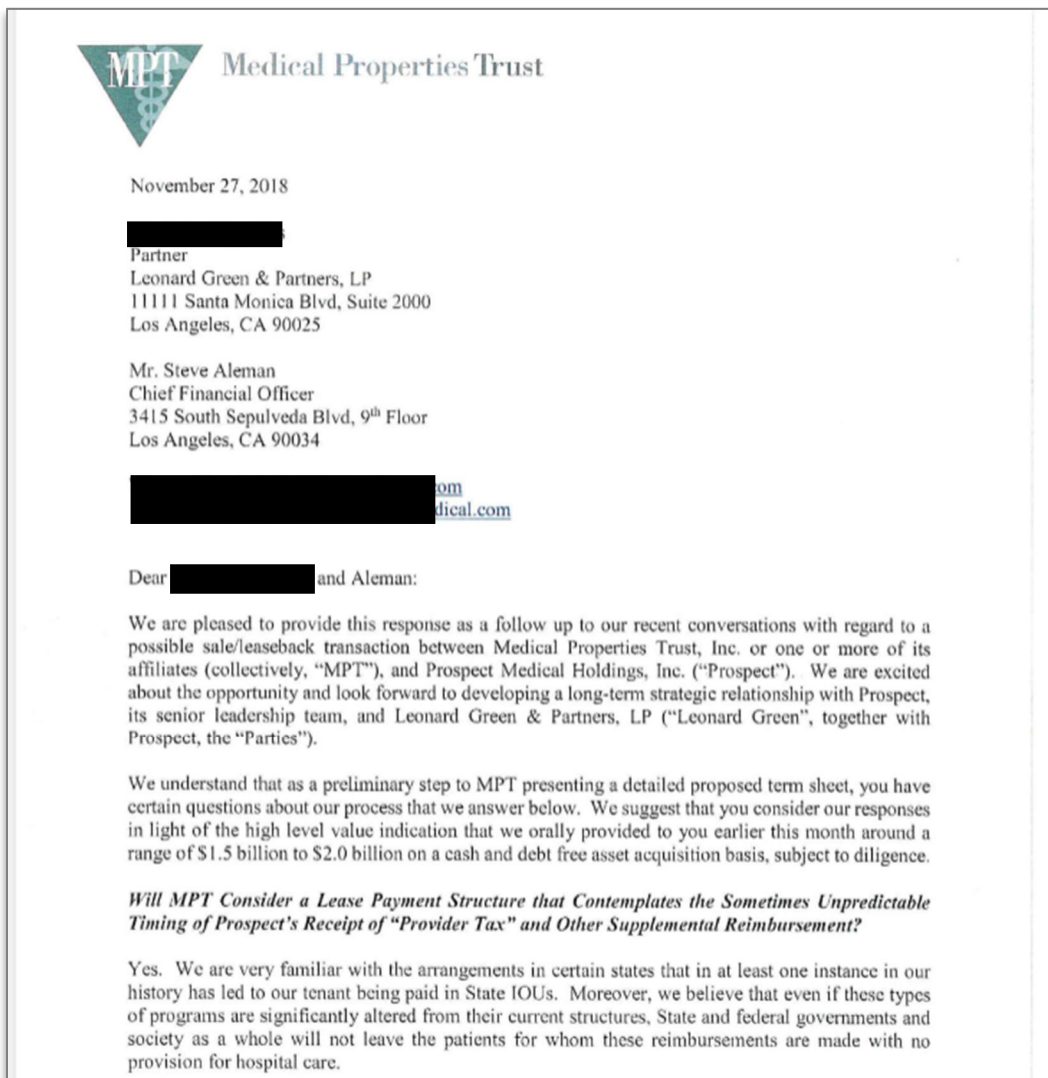 MPT Medical Properties Trust
November 27, 2018
Partner
Leonard Green & Partners, LP
11111 Santa Monica Blvd, Suite 2000
Los Angeles, CA 90025
Mr. Steve Aleman
Chief Financial Officer
3415 South Sepulveda Blvd, 9th Floor
Los Angeles, CA 90034
om
dical.com
Dear and Aleman:
We are pleased to provide this response as a follow up to our recent conversations with regard to a
possible sale/leaseback transaction between Medical Properties Trust, Inc. or one or more of its
affiliates (collectively, “MPT”), and Prospect Medical Holdings, Inc. (“Prospect”). We are excited
about the opportunity and look forward to developing a long-term strategic relationship with Prospect,
its senior leadership team, and Leonard Green & Partners, LP (“Leonard Green”, together with
Prospect, the “Parties”).
We understand that as a preliminary step to MPT presenting a detailed proposed term sheet, you have
certain questions about our process that we answer below. We suggest that you consider our responses
in light of the high level value indication that we orally provided to you earlier this month around a
range of $1.5 billion to $2.0 billion on a cash and debt free asset acquisition basis, subject to diligence.
Will MPT Consider a Lease Payment Structure that Contemplates the Sometimes Unpredictable
Timing of Prospect’s Receipt of “Provider Tax” and Other Supplemental Reimbursement?
Yes. We are very familiar with the arrangements in certain states that in at least one instance in our
history has led to our tenant being paid in State IOUs. Moreover, we believe that even if these types
of programs are significantly altered from their current structures, State and federal governments and
society as a whole will not leave the patients for whom these reimbursements are made with no
provision for hospital care.